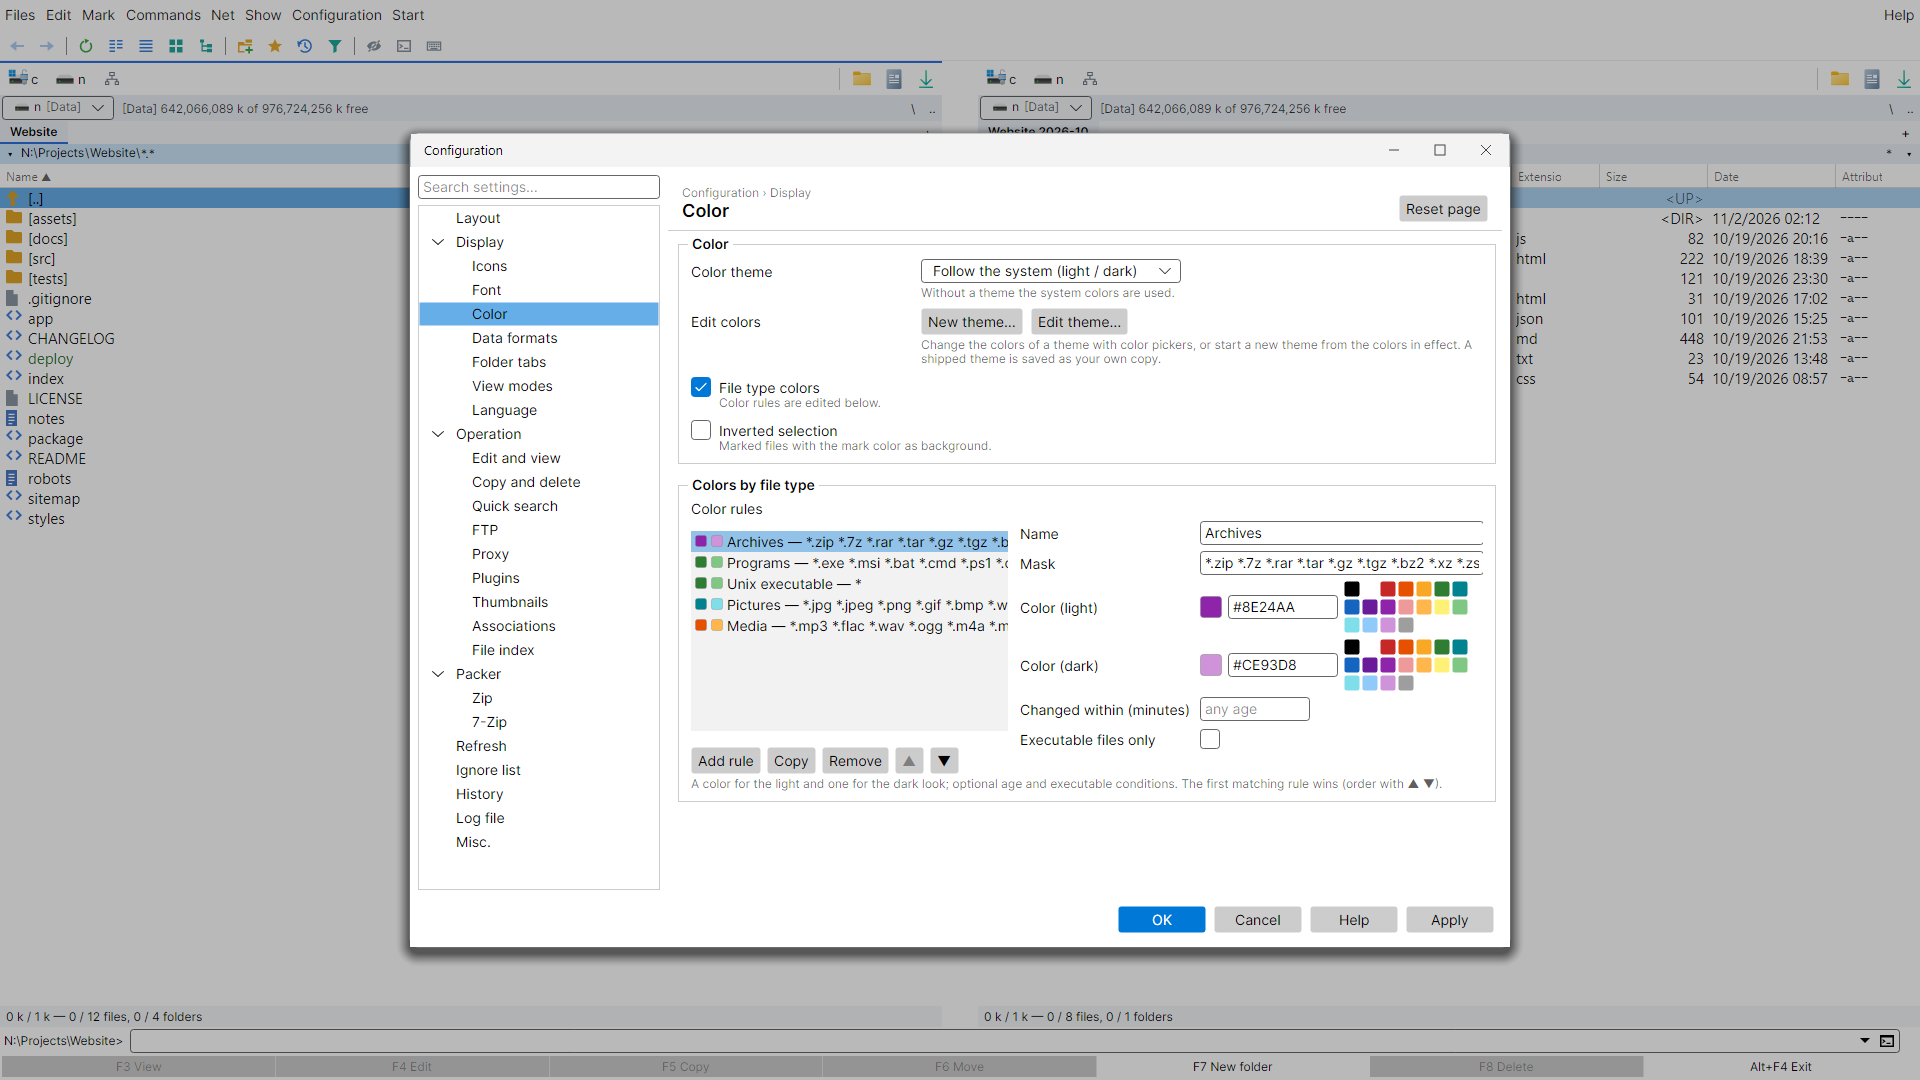 Files Edit Mark Commands Net Show Configuration Start Help
c n
c n
n [Data] [Data] 642,066,089 k of 976,724,256 k free \ ..
n [Data] [Data] 642,066,089 k of 976,724,256 k free \ ..
Website
Website 2026-10
N:\Projects\Website\*.*
Name
[..]
[assets]
[docs]
[src]
[tests]
.gitignore
app
CHANGELOG
deploy
index
LICENSE
notes
package
README
robots
sitemap
styles
Configuration
Search settings...
Layout
Display
Icons
Font
Color
Data formats
Folder tabs
View modes
Language
Operation
Edit and view
Copy and delete
Quick search
FTP
Proxy
Plugins
Thumbnails
Associations
File index
Packer
Zip
7-Zip
Refresh
Ignore list
History
Log file
Misc.
Configuration › Display
Color
Reset page
Color
Color theme
Follow the system (light / dark)
Without a theme the system colors are used.
Edit colors
New theme...
Edit theme...
Change the colors of a theme with color pickers, or start a new theme from the colors in effect. A
shipped theme is saved as your own copy.
File type colors
Color rules are edited below.
Inverted selection
Marked files with the mark color as background.
Colors by file type
Color rules
Archives — *.zip *.7z *.rar *.tar *.gz *.tgz *.b
Programs — *.exe *.msi *.bat *.cmd *.ps1 *.c
Unix executable — *
Pictures — *.jpg *.jpeg *.png *.gif *.bmp *.w
Media — *.mp3 *.flac *.wav *.ogg *.m4a *.m
Name
Archives
Mask
*.zip *.7z *.rar *.tar *.gz *.tgz *.bz2 *.xz *.zs
Color (light)
#8E24AA
Color (dark)
#CE93D8
Changed within (minutes)
any age
Executable files only
Add rule
Copy
Remove
▲
▼
A color for the light and one for the dark look; optional age and executable conditions. The first matching rule wins (order with ▲ ▼).
OK
Cancel
Help
Apply
Extensio Size Date Attribut
<UP>
<DIR> 11/2/2026 02:12 ----
js 82 10/19/2026 20:16 -a--
html 222 10/19/2026 18:39 -a--
121 10/19/2026 23:30 -a--
html 31 10/19/2026 17:02 -a--
json 101 10/19/2026 15:25 -a--
md 448 10/19/2026 21:53 -a--
txt 23 10/19/2026 13:48 -a--
css 54 10/19/2026 08:57 -a--
0 k / 1 k — 0 / 12 files, 0 / 4 folders
0 k / 1 k — 0 / 8 files, 0 / 1 folders
N:\Projects\Website>
F3 View F4 Edit F5 Copy F6 Move F7 New folder F8 Delete Alt+F4 Exit